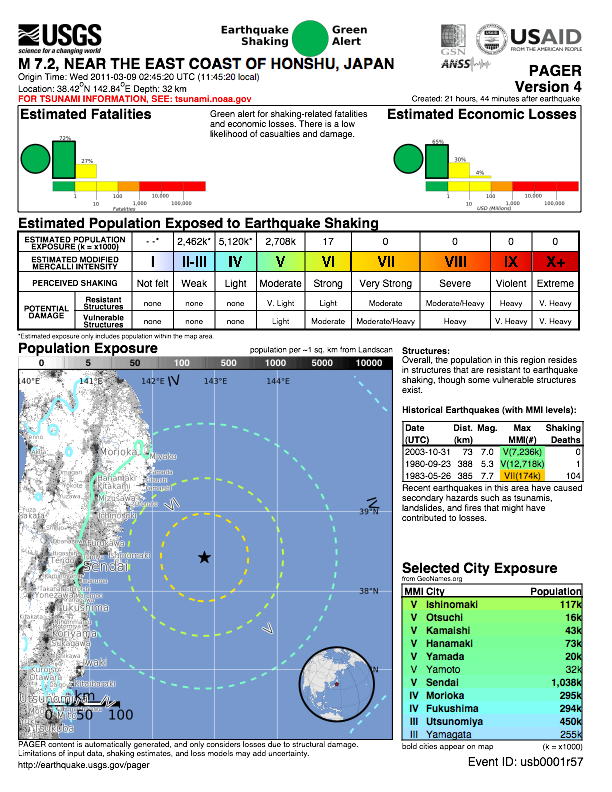 USGS
science for a changing world
Earthquake Shaking
Green Alert
GSN
ANSS
USAID
FROM THE AMERICAN PEOPLE
M 7.2, NEAR THE EAST COAST OF HONSHU, JAPAN
Origin Time: Wed 2011-03-09 02:45:20 UTC (11:45:20 local)
Location: 38.42°N 142.84°E Depth: 32 km
FOR TSUNAMI INFORMATION, SEE: tsunami.noaa.gov
PAGER
Version 4
Created: 21 hours, 44 minutes after earthquake
Estimated Fatalities
72%
27%
1 10 100 1,000 10,000 100,000
Fatalities
Green alert for shaking-related fatalities
and economic losses. There is a low
likelihood of casualties and damage.
Estimated Economic Losses
65%
30%
4%
1 10 100 1,000 10,000 100,000
USD (Millions)
Estimated Population Exposed to Earthquake Shaking
ESTIMATED POPULATION EXPOSURE (k = x1000) - -* 2,462k* 5,120k* 2,708k 17 0 0 0 0
ESTIMATED MODIFIED MERCALLI INTENSITY I II-III IV V VI VII VIII IX X+
PERCEIVED SHAKING Not felt Weak Light Moderate Strong Very Strong Severe Violent Extreme
POTENTIAL DAMAGE
Resistant Structures none none none V. Light Light Moderate Moderate/Heavy Heavy V. Heavy
Vulnerable Structures none none none Light Moderate Moderate/Heavy Heavy V. Heavy V. Heavy
*Estimated exposure only includes population within the map area.
Population Exposure
population per ~1 sq. km from Landscan
0 5 50 100 500 1000 5000 10000
140°E 141°E 142°E IV 143°E 144°E
Morioka
Miyako
Hanamaki
Kitakami
Mizusawa
VI
Ichinoseki
IV
39°N
Furukawa
Ishinomaki
Sendai
38°N
Fukushima
Koriyama
V
Sukagawa
Iwaki
Kuroiso
Otawara
Kitaibaraki
Utsunomiya
Mito
Tsukuba
km
0 50 100
Structures:
Overall, the population in this region resides
in structures that are resistant to earthquake
shaking, though some vulnerable structures
exist.
Historical Earthquakes (with MMI levels):
Date (UTC) Dist. (km) Mag. Max MMI(#) Shaking Deaths
2003-10-31 73 7.0 V(7,236k) 0
1980-09-23 388 5.3 V(12,718k) 1
1983-05-26 385 7.7 VII(174k) 104
Recent earthquakes in this area have caused
secondary hazards such as tsunamis,
landslides, and fires that might have
contributed to losses.
Selected City Exposure
from GeoNames.org
MMI City Population
V Ishinomaki 117k
V Otsuchi 16k
V Kamaishi 43k
V Hanamaki 73k
V Yamada 20k
V Yamoto 32k
V Sendai 1,038k
IV Morioka 295k
IV Fukushima 294k
III Utsunomiya 450k
III Yamagata 255k
bold cities appear on map (k = x1000)
PAGER content is automatically generated, and only considers losses due to structural damage.
Limitations of input data, shaking estimates, and loss models may add uncertainty.
http://earthquake.usgs.gov/pager
Event ID: usb0001r57